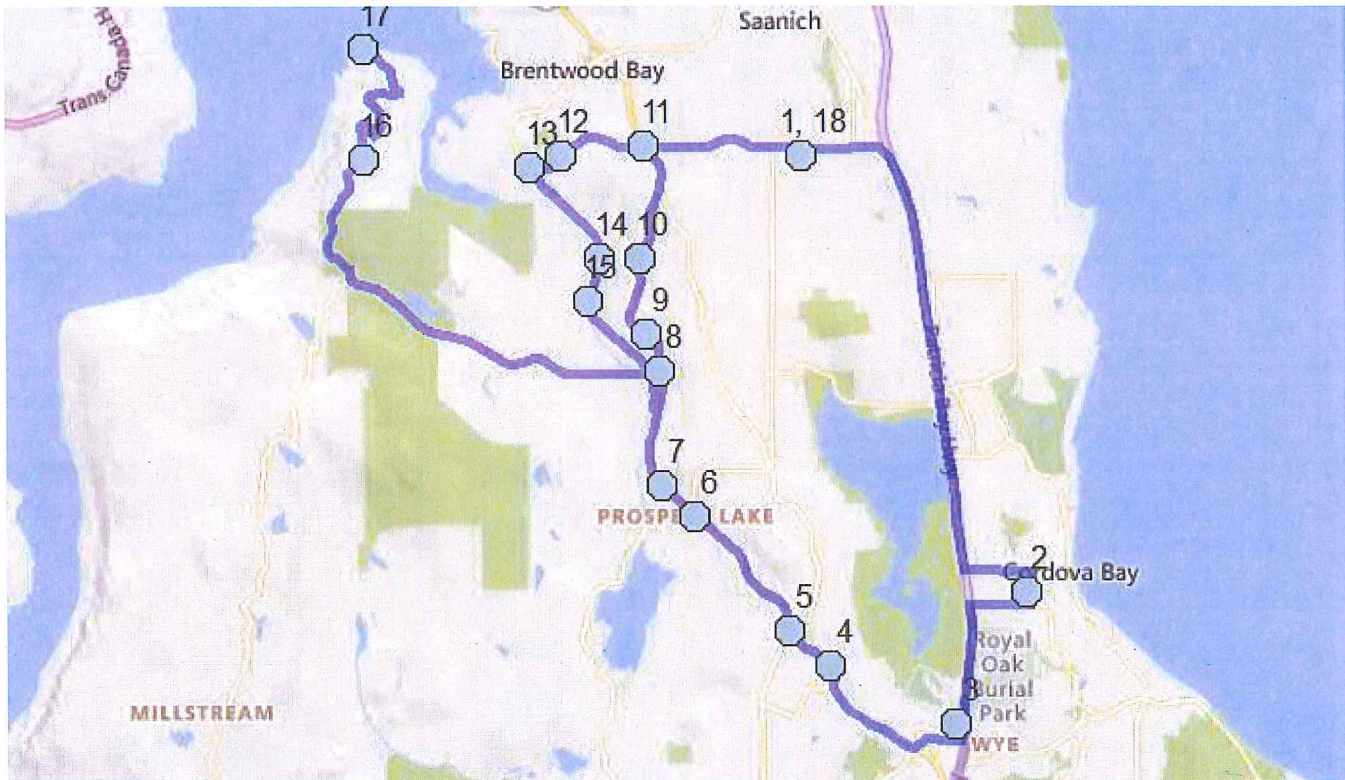 17
Saanich
Trans Canada H
Brentwood Bay
11
12
1, 18
16
13
14
10
15
9
8
7
6
PROSPE LAKE
2
Cordova Bay
5
4
Royal
Oak
Burial
Park
3
MILLSTREAM
WYE